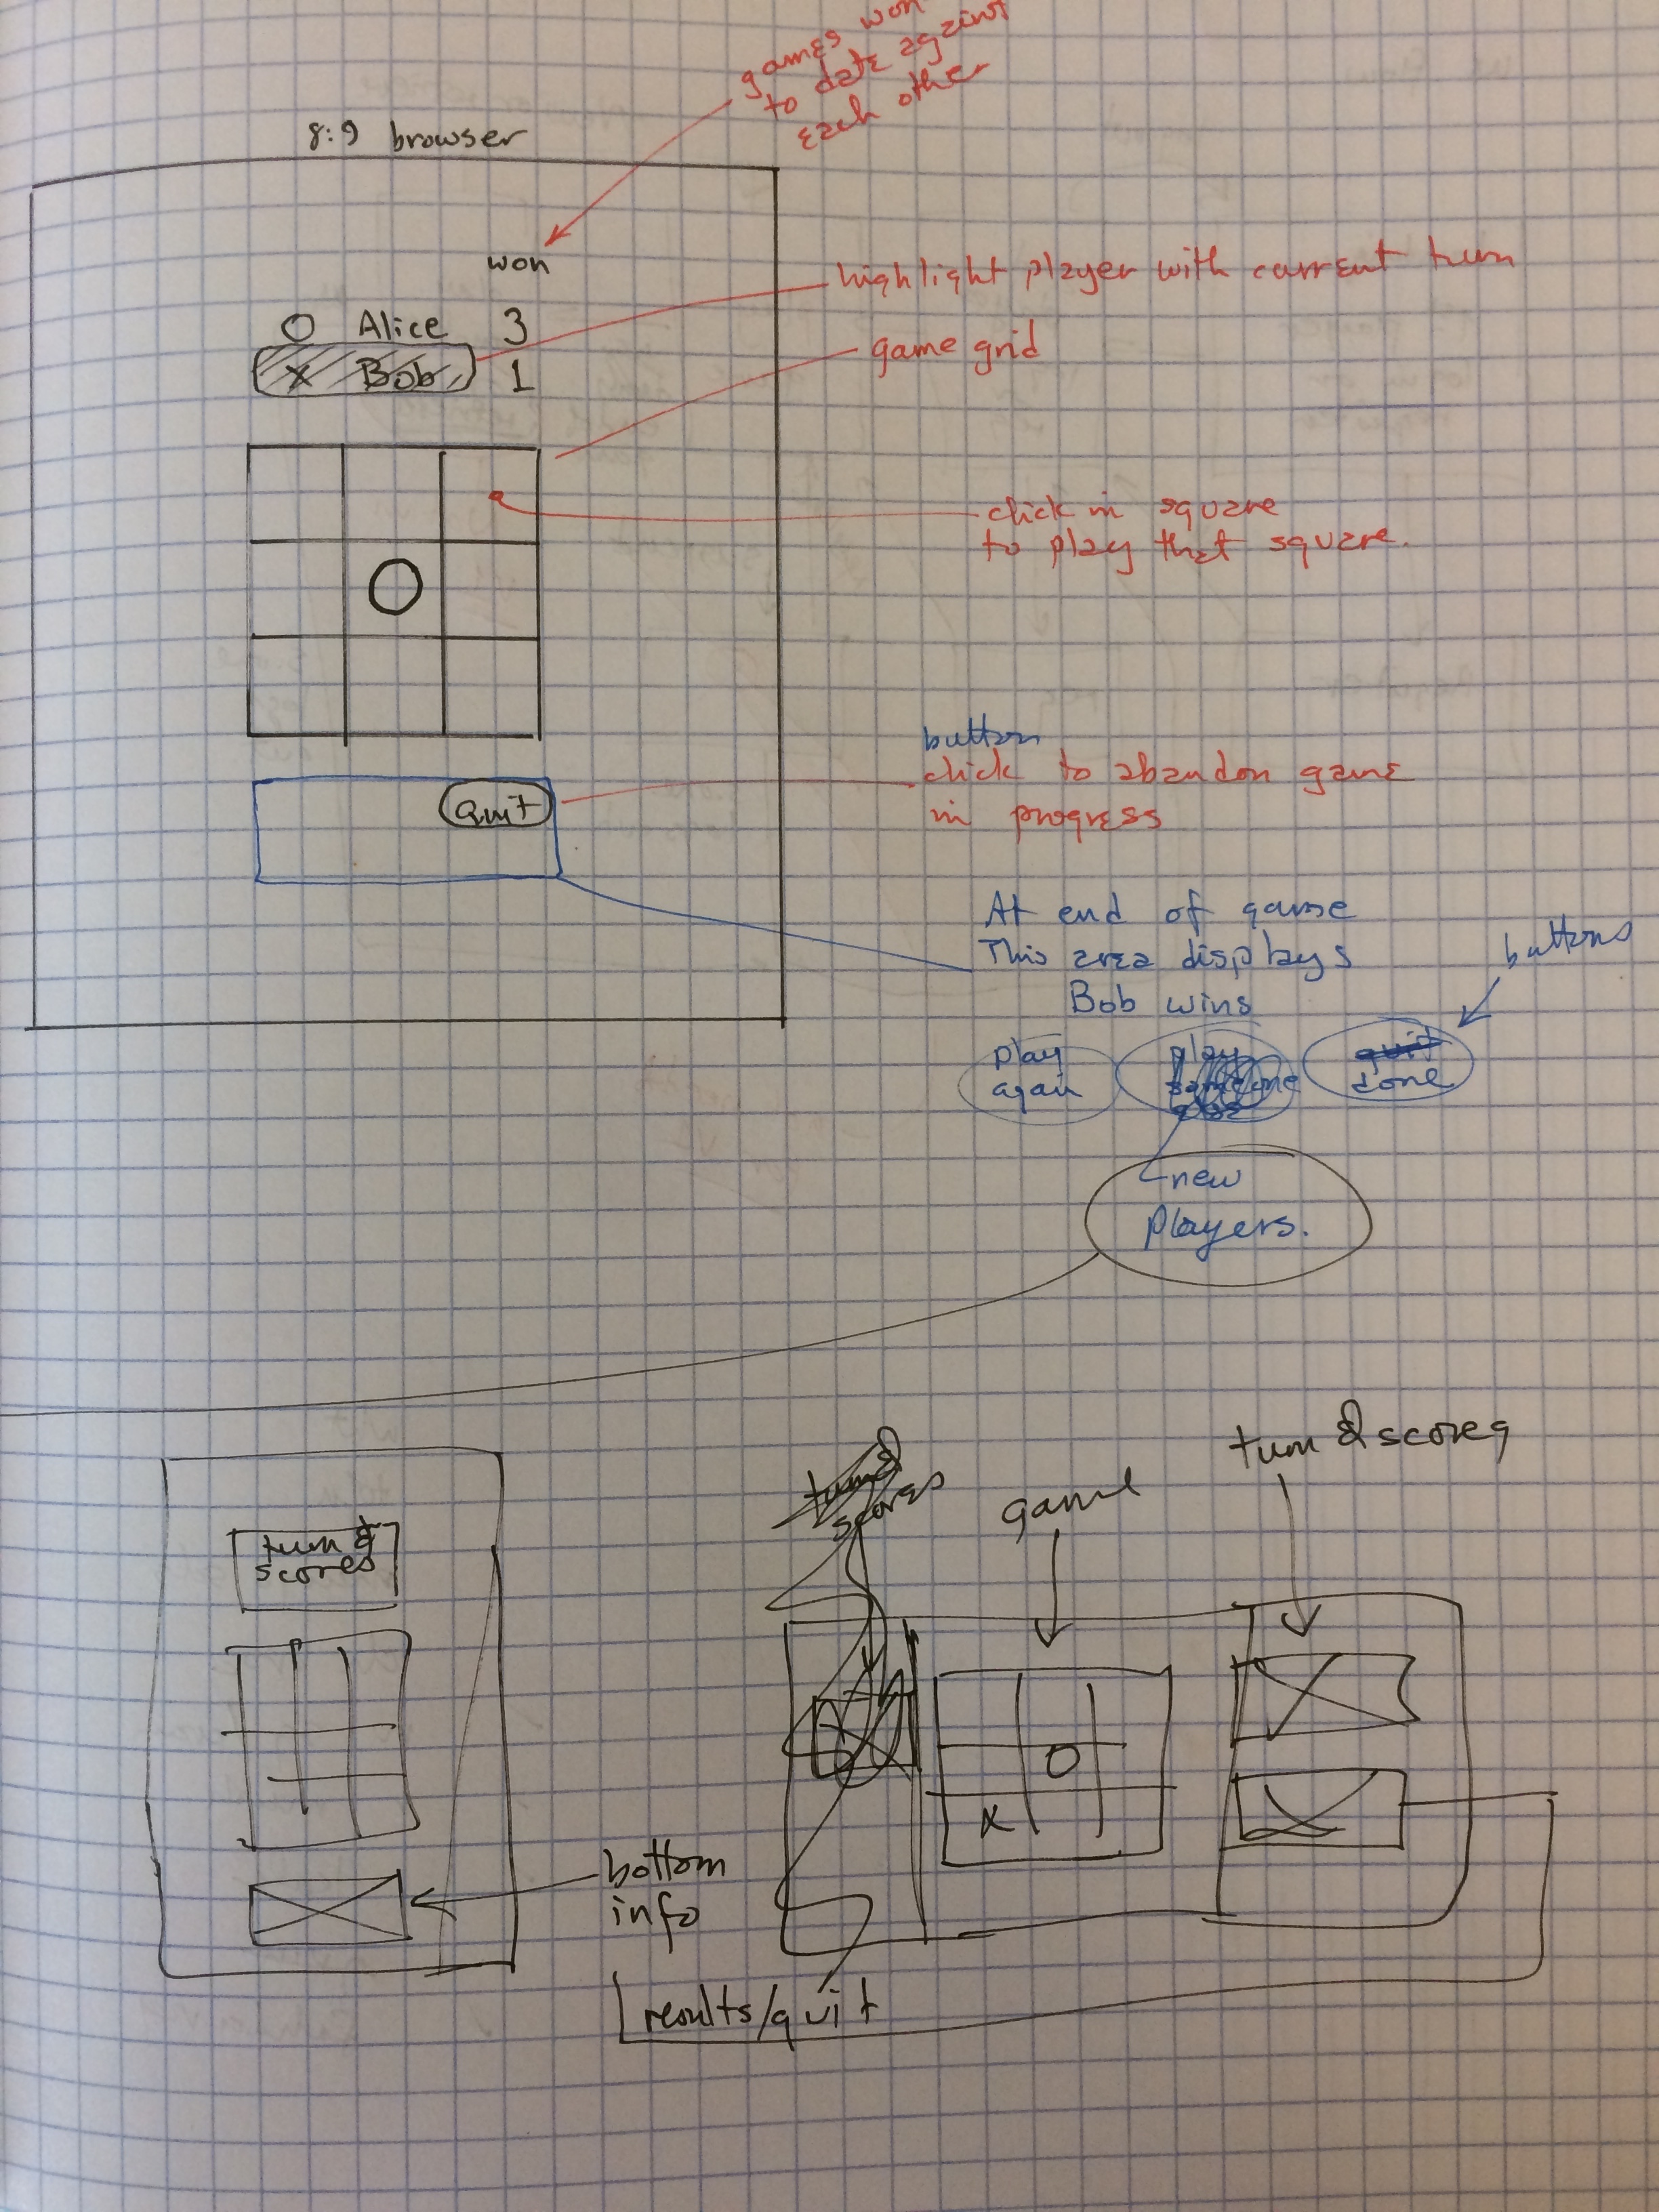 games won
to date against
each other
8:9 browser
won
O Alice 3
X Bob 1
highlight player with current turn
game grid
click in square
to play that square.
O
Quit
button
click to abandon game
in progress
At end of game
This area displays
Bob wins
buttons
play
again
play
someone
else
quit
done
new
players.
turn &
scores
game
turn & scores
turn &
scores
O
X
bottom
info
results/quit